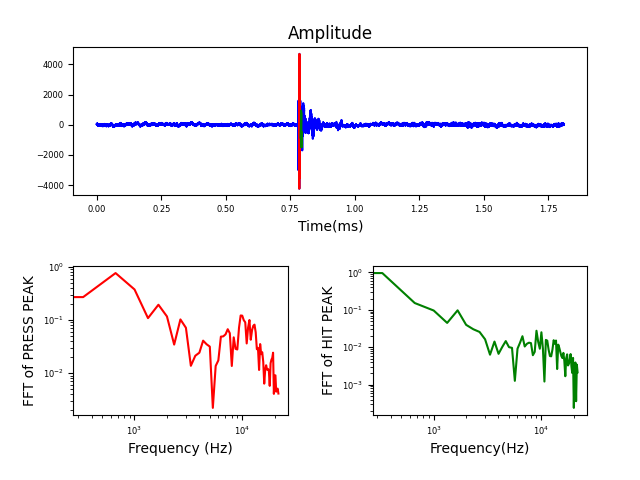 Amplitude
4000
2000
0
−2000
−4000
0.00 0.25 0.50 0.75 1.00 1.25 1.50 1.75
Time(ms)
FFT of PRESS PEAK
10⁰
10⁻¹
10⁻²
10³ 10⁴
Frequency (Hz)
FFT of HIT PEAK
10⁰
10⁻¹
10⁻²
10⁻³
10³ 10⁴
Frequency(Hz)